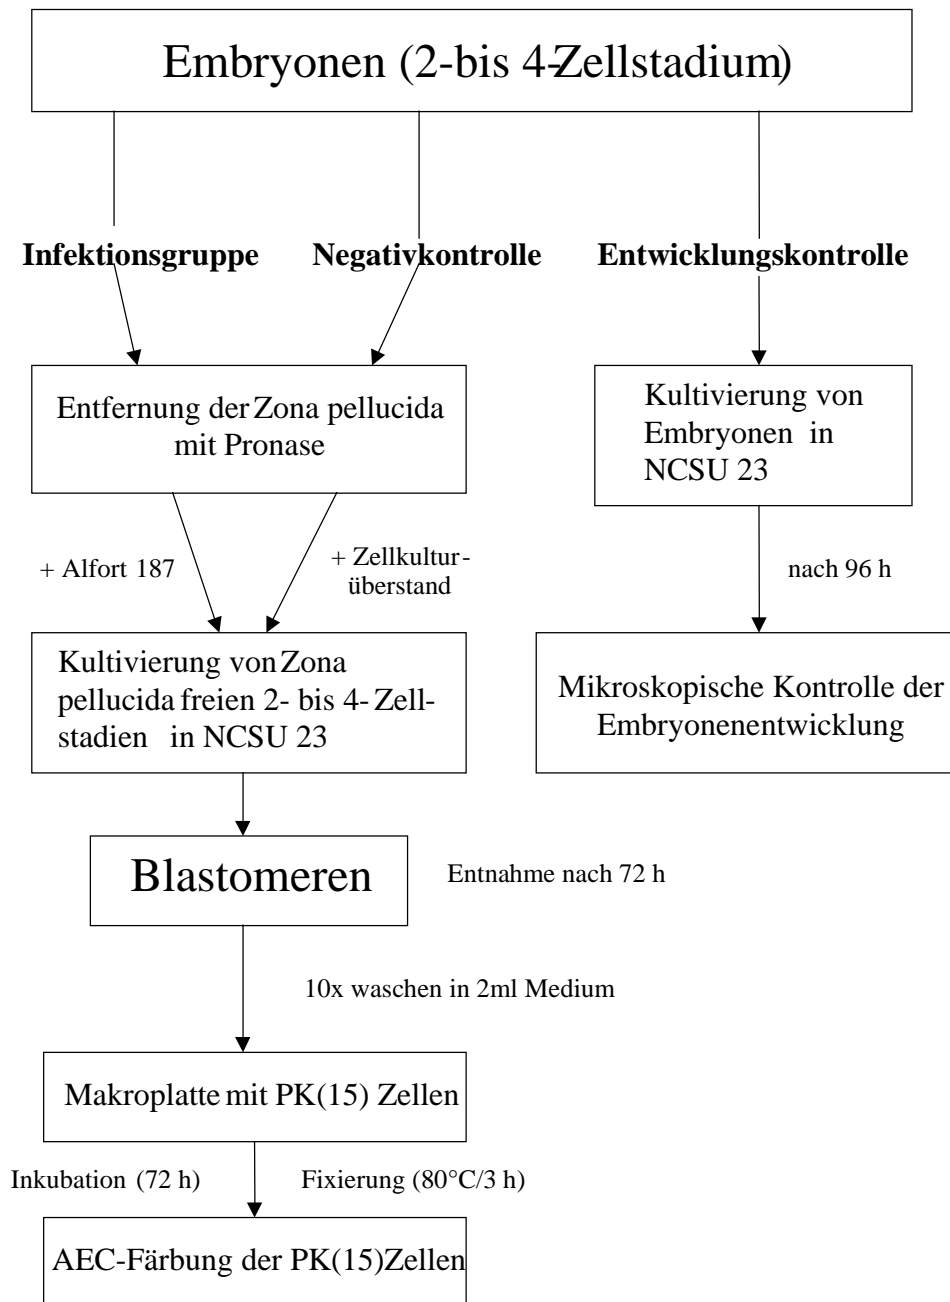 Embryonen (2-bis 4-Zellstadium)
Infektionsgruppe
Negativkontrolle
Entwicklungskontrolle
Entfernung der Zona pellucida
mit Pronase
Kultivierung von
Embryonen in
NCSU 23
+ Alfort 187
+ Zellkultur-
überstand
nach 96 h
Kultivierung von Zona
pellucida freien 2- bis 4- Zell-
stadien in NCSU 23
Mikroskopische Kontrolle der
Embryonenentwicklung
Blastomeren
Entnahme nach 72 h
10x waschen in 2ml Medium
Makroplatte mit PK(15) Zellen
Inkubation (72 h)
Fixierung (80°C/3 h)
AEC-Färbung der PK(15)Zellen